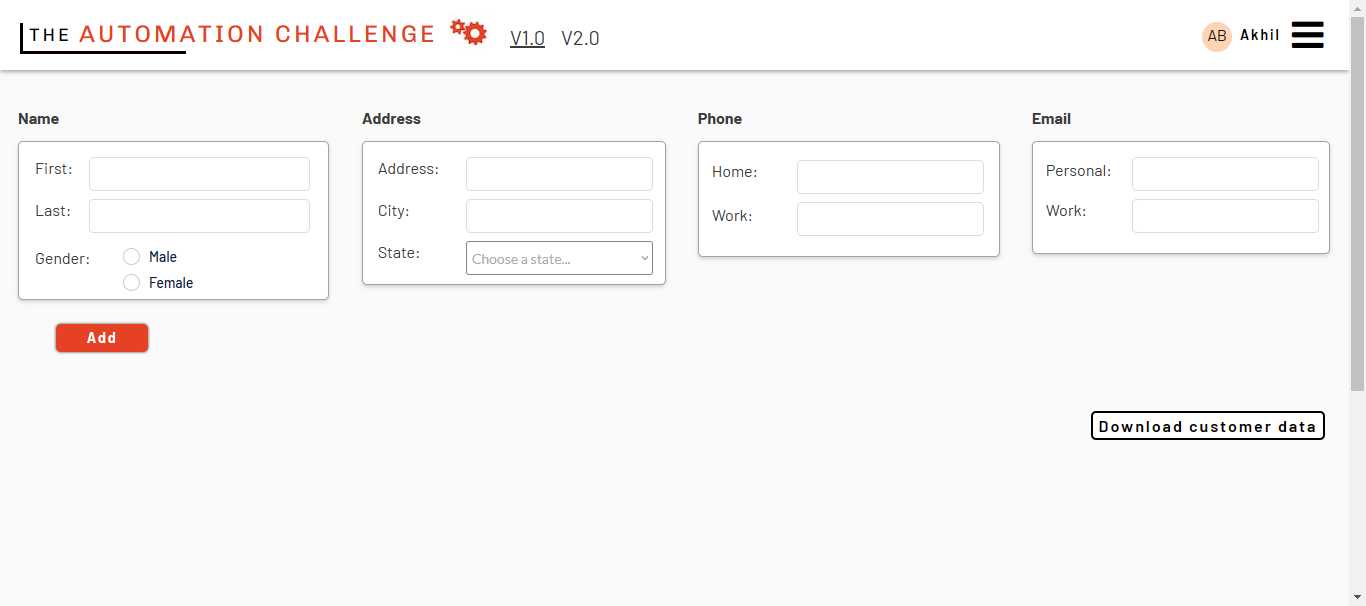 THE AUTOMATION CHALLENGE V1.0 V2.0 AB Akhil
Name
First:
Last:
Gender:
Male
Female
Add
Address
Address:
City:
State:
Choose a state...
Phone
Home:
Work:
Email
Personal:
Work:
Download customer data